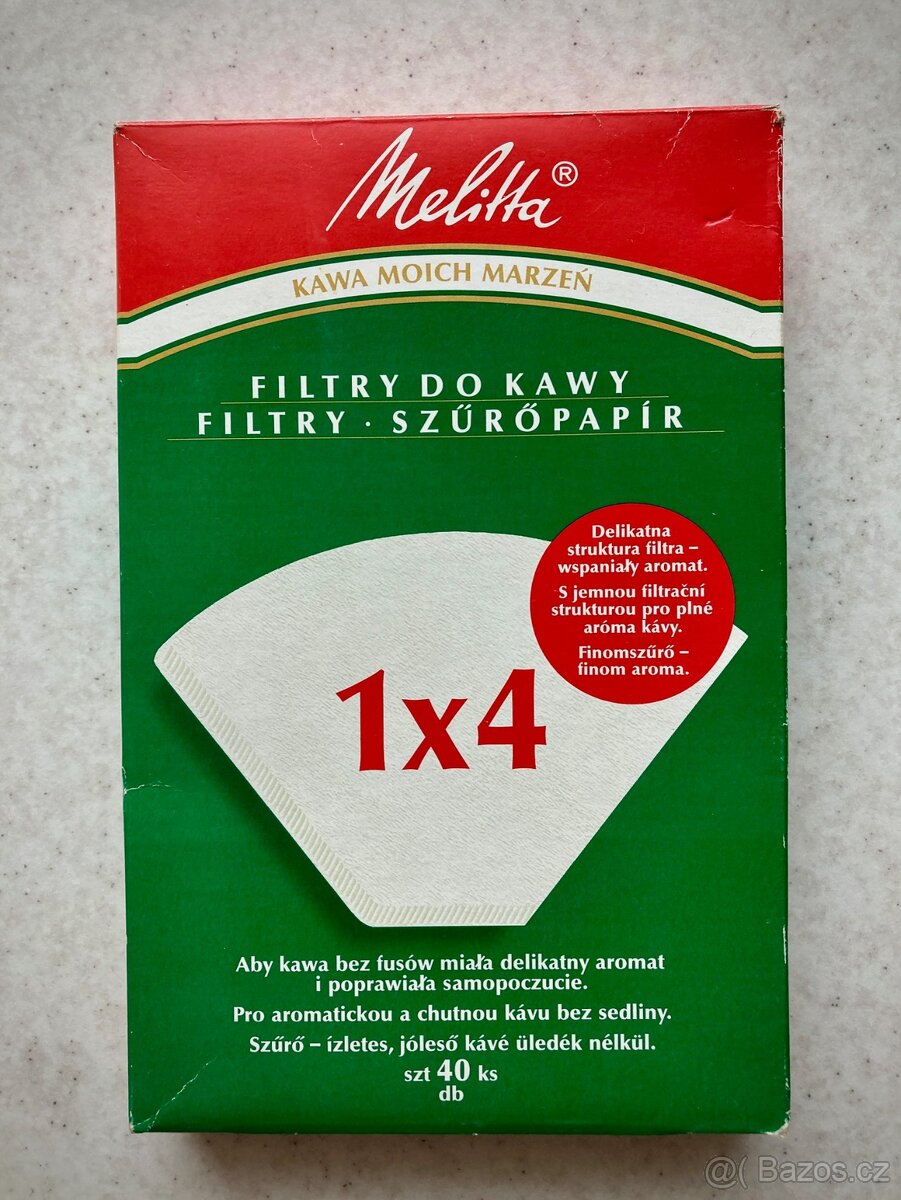 Melitta®
KAWA MOICH MARZEŃ
FILTRY DO KAWY
FILTRY · SZŰRŐPAPÍR
Delikatna
struktura filtra –
wspaniały aromat.
S jemnou filtrační
strukturou pro plné
aróma kávy.
Finomszűrő –
finom aroma.
1x4
Aby kawa bez fusów miała delikatny aromat
i poprawiała samopoczucie.
Pro aromatickou a chutnou kávu bez sedliny.
Szűrő – ízletes, jóleső kávé üledék nélkül.
szt 40 ks
db
@( Bazos.cz